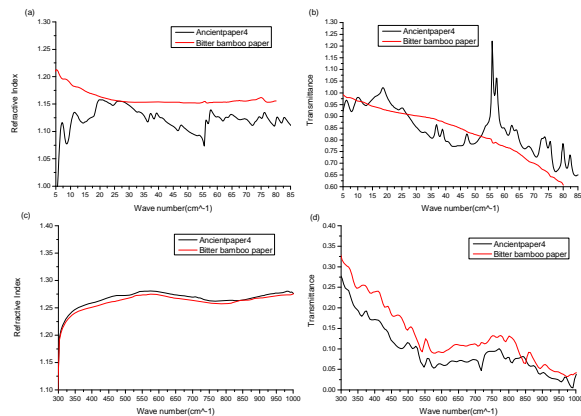 (a)
Ancientpaper4
Bitter bamboo paper
Refractive Index
1.30
1.25
1.20
1.15
1.10
1.05
1.00
5 10 15 20 25 30 35 40 45 50 55 60 65 70 75 80 85
Wave number(cm^-1)
(b)
Ancientpaper4
Bitter bamboo paper
Transmittance
1.30
1.25
1.20
1.15
1.10
1.05
1.00
0.95
0.90
0.85
0.80
0.75
0.70
0.65
0.60
5 10 15 20 25 30 35 40 45 50 55 60 65 70 75 80 85
Wave number(cm^-1)
(c)
Ancientpaper4
Bitter bamboo paper
Refractive Index
1.40
1.35
1.30
1.25
1.20
1.15
1.10
300 350 400 450 500 550 600 650 700 750 800 850 900 950 1000
Wave number(cm^-1)
(d)
Ancientpaper4
Bitter bamboo paper
Transmittance
0.40
0.35
0.30
0.25
0.20
0.15
0.10
0.05
0.00
300 350 400 450 500 550 600 650 700 750 800 850 900 950 1000
Wave number(cm^-1)